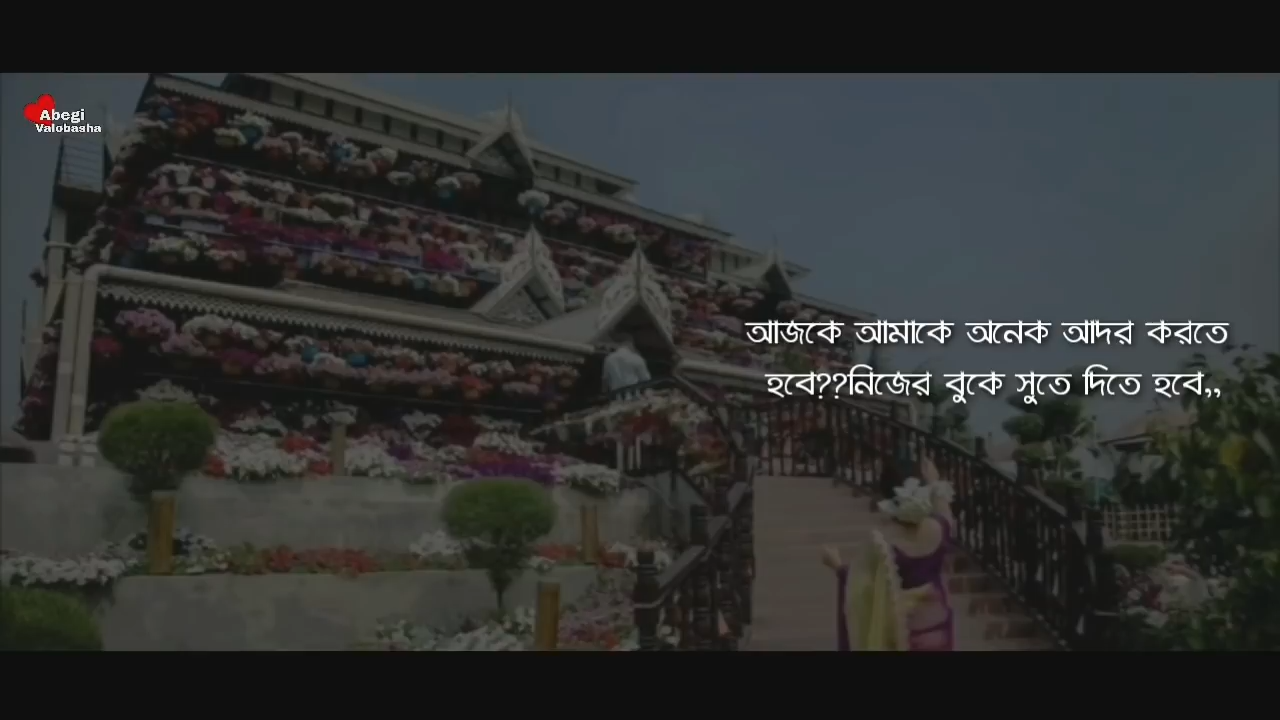 Abegi
Valobasha
আজকে আমাকে অনেক আদর করতে
হবে??নিজের বুকে সুতে দিতে হবে,,